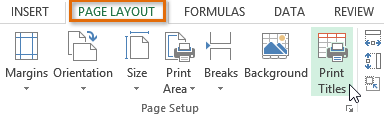 INSERT PAGE LAYOUT FORMULAS DATA REVIEW
Margins Orientation Size Print Area Breaks Background Print Titles
Page Setup